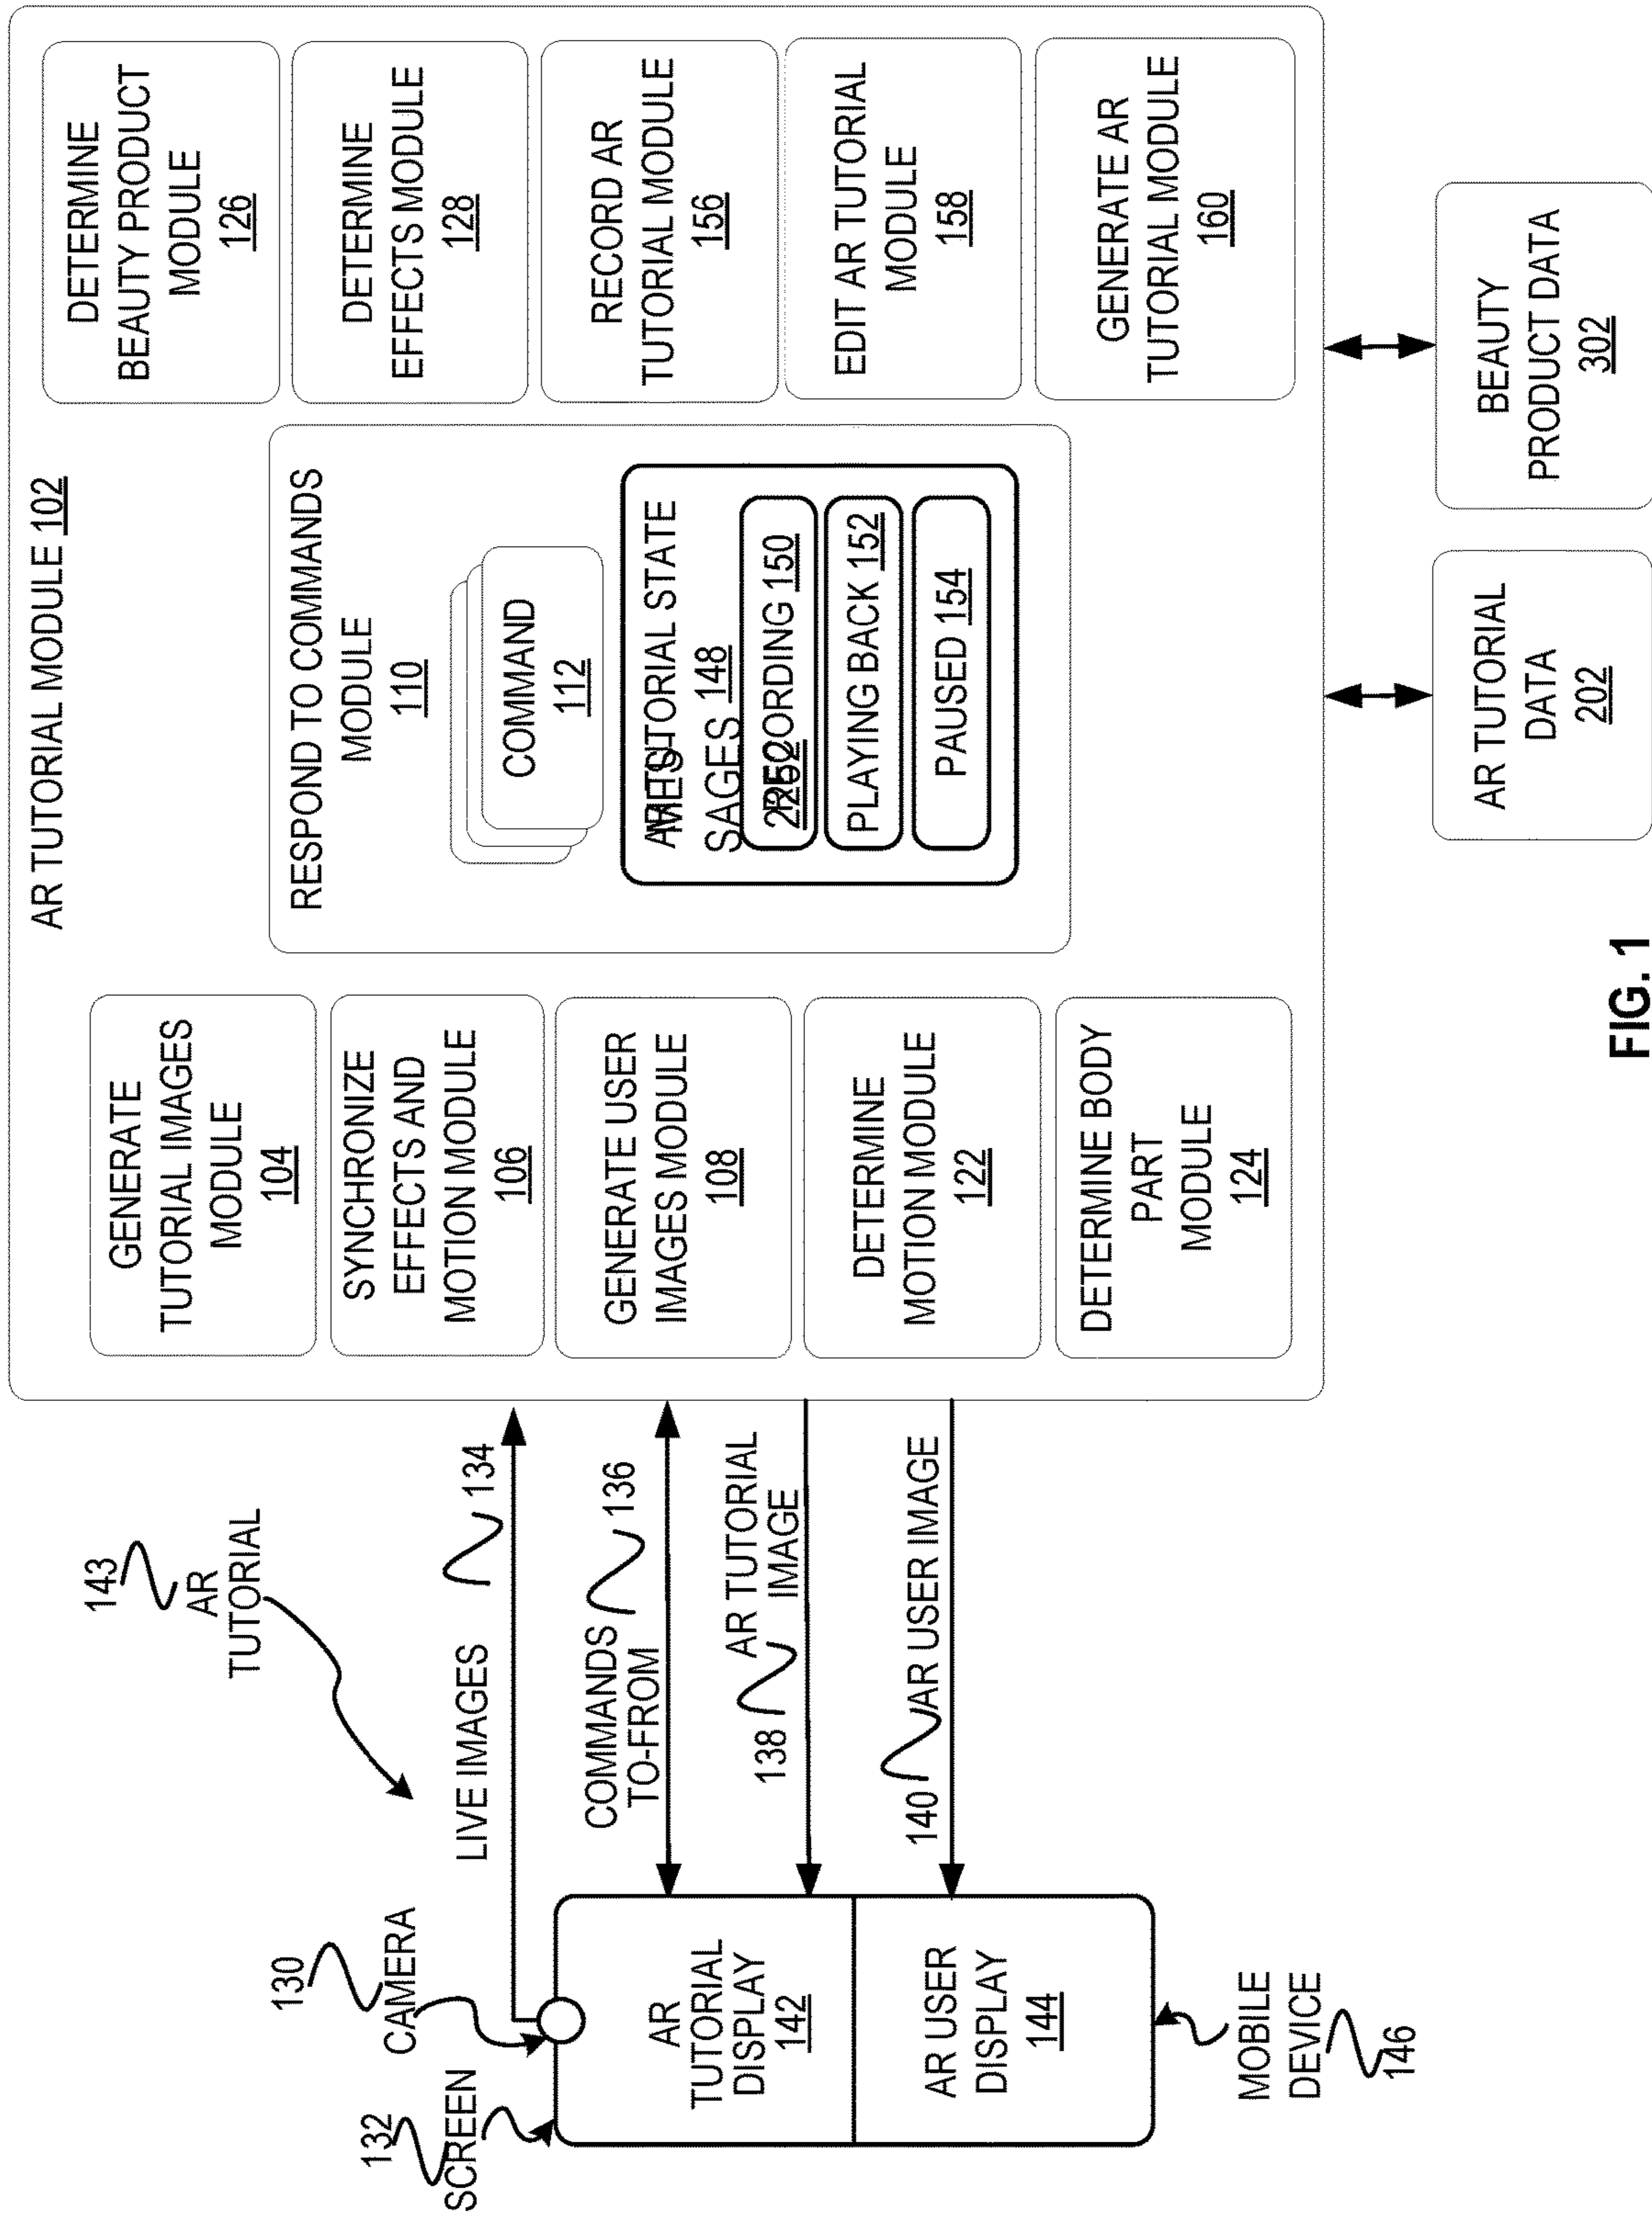 143
AR
TUTORIAL
130
CAMERA
132
SCREEN
LIVE IMAGES
134
COMMANDS
TO-FROM
136
138
AR TUTORIAL
IMAGE
140
AR USER IMAGE
AR
TUTORIAL
DISPLAY
142
AR USER
DISPLAY
144
MOBILE
DEVICE
146
AR TUTORIAL MODULE 102
GENERATE
TUTORIAL IMAGES
MODULE
104
SYNCHRONIZE
EFFECTS AND
MOTION MODULE
106
GENERATE USER
IMAGES MODULE
108
DETERMINE
MOTION MODULE
122
DETERMINE BODY
PART
MODULE
124
RESPOND TO COMMANDS
MODULE
110
COMMAND
112
AR TUTORIAL STATE
148
MES-
SAGES
RECORDING 150
PLAYING BACK 152
PAUSED 154
DETERMINE
BEAUTY PRODUCT
MODULE
126
DETERMINE
EFFECTS MODULE
128
RECORD AR
TUTORIAL MODULE
156
EDIT AR TUTORIAL
MODULE
158
GENERATE AR
TUTORIAL MODULE
160
AR TUTORIAL
DATA
202
BEAUTY
PRODUCT DATA
302
FIG. 1